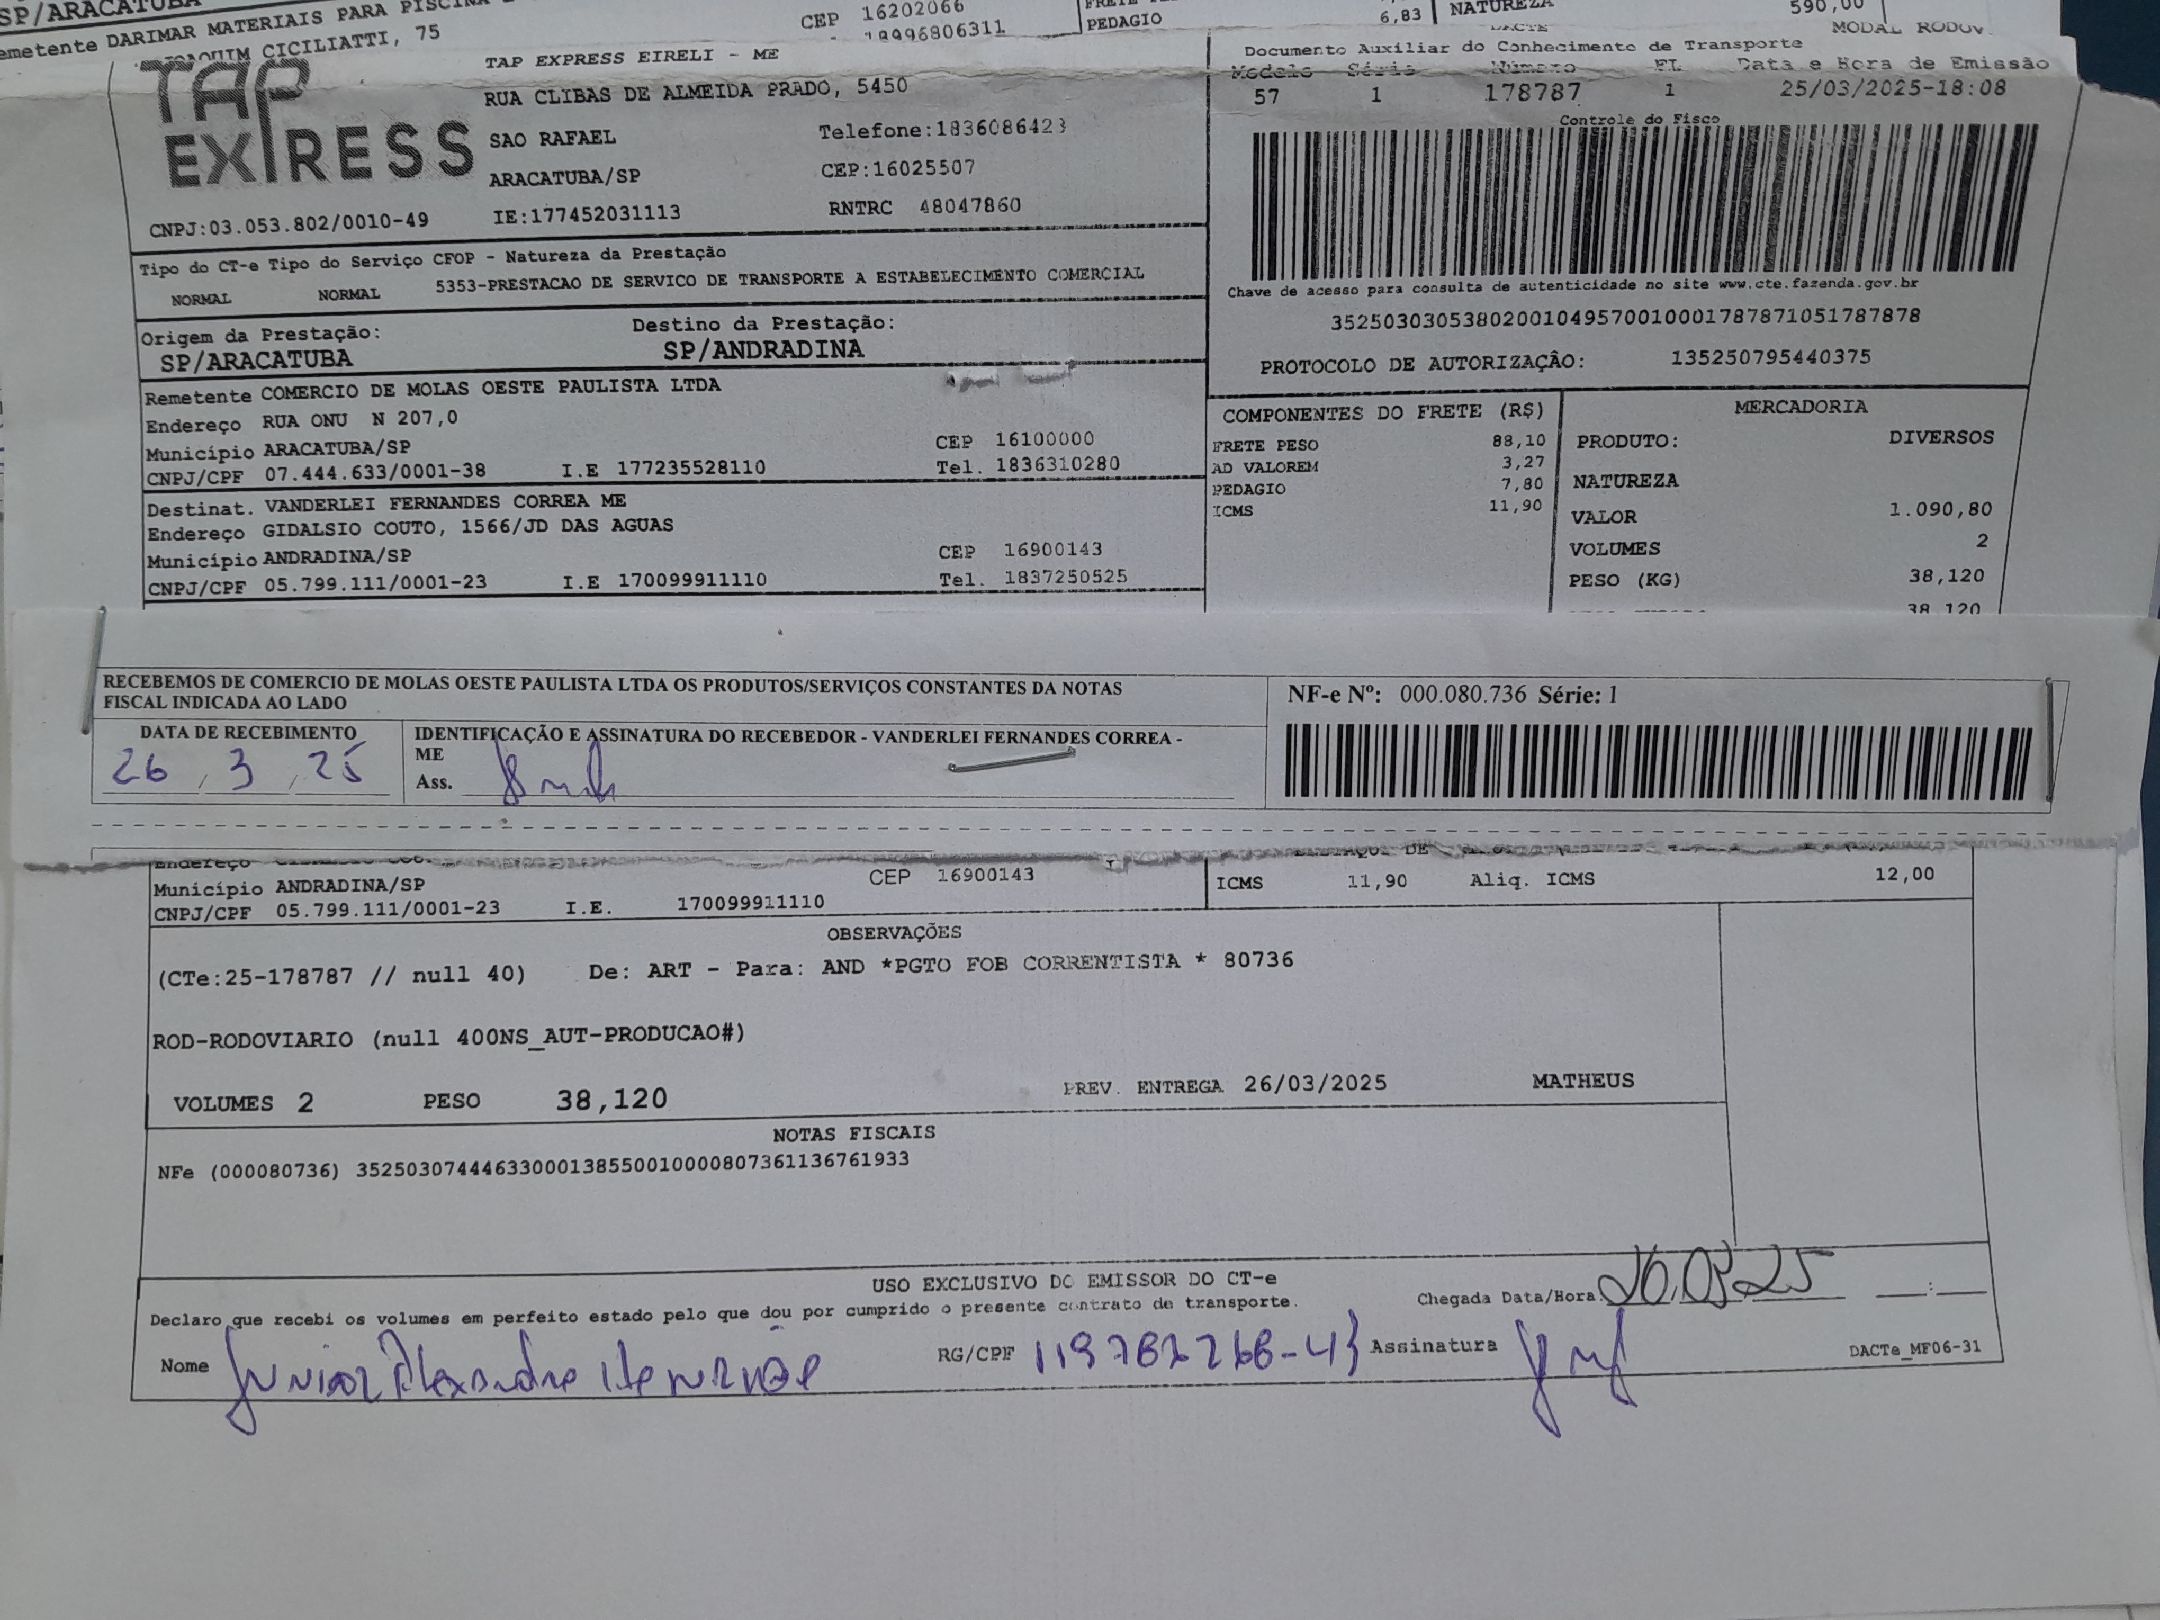 SP/ARACATUBA
CEP 16202066
PEDAGIO 6,83 NATUREZA 590,00
emetente DARIMAR MATERIAIS PARA PISCINA
18996806311
CICILIATTI, 75
DACTE MODAL RODOV.
TAP EXPRESS
TAP EXPRESS EIRELI - ME
RUA CLIBAS DE ALMEIDA PRADO, 5450
SAO RAFAEL Telefone:1836086423
ARACATUBA/SP CEP:16025507
CNPJ:03.053.802/0010-49 IE:177452031113 RNTRC 48047860
Documento Auxiliar do Conhecimento de Transporte
Modelo Série Número FL Data e Hora de Emissão
57 1 178787 1 25/03/2025-18:08
Controle do Fisco
Tipo do CT-e Tipo do Serviço CFOP - Natureza da Prestação
NORMAL NORMAL 5353-PRESTACAO DE SERVICO DE TRANSPORTE A ESTABELECIMENTO COMERCIAL
Chave de acesso para consulta de autenticidade no site www.cte.fazenda.gov.br
35250303053802001049570010001787871051787878
PROTOCOLO DE AUTORIZAÇÂO: 135250795440375
Origem da Prestação: Destino da Prestação:
SP/ARACATUBA SP/ANDRADINA
Remetente COMERCIO DE MOLAS OESTE PAULISTA LTDA
Endereço RUA ONU N 207,0
Município ARACATUBA/SP CEP 16100000
CNPJ/CPF 07.444.633/0001-38 I.E 177235528110 Tel. 1836310280
Destinat. VANDERLEI FERNANDES CORREA ME
Endereço GIDALSIO COUTO, 1566/JD DAS AGUAS
Município ANDRADINA/SP CEP 16900143
CNPJ/CPF 05.799.111/0001-23 I.E 170099911110 Tel. 1837250525
COMPONENTES DO FRETE (R$)
FRETE PESO 88,10
AD VALOREM 3,27
PEDAGIO 7,80
ICMS 11,90
MERCADORIA
PRODUTO: DIVERSOS
NATUREZA
VALOR 1.090,80
VOLUMES 2
PESO (KG) 38,120
38,120
RECEBEMOS DE COMERCIO DE MOLAS OESTE PAULISTA LTDA OS PRODUTOS/SERVIÇOS CONSTANTES DA NOTAS
FISCAL INDICADA AO LADO
NF-e Nº: 000.080.736 Série: 1
DATA DE RECEBIMENTO
26 , 3 , 25
IDENTIFICAÇÃO E ASSINATURA DO RECEBEDOR - VANDERLEI FERNANDES CORREA -
ME
Ass.
Endereço
Município ANDRADINA/SP CEP 16900143
CNPJ/CPF 05.799.111/0001-23 I.E. 170099911110
ICMS 11,90 Aliq. ICMS 12,00
OBSERVAÇÕES
(CTe:25-178787 // null 40) De: ART - Para: AND *PGTO FOB CORRENTISTA * 80736
ROD-RODOVIARIO (null 400NS_AUT-PRODUCAO#)
VOLUMES 2 PESO 38,120 PREV. ENTREGA 26/03/2025 MATHEUS
NOTAS FISCAIS
NFe (000080736) 35250307444633000138550010000807361136761933
USO EXCLUSIVO DO EMISSOR DO CT-e
Declaro que recebi os volumes em perfeito estado pelo que dou por cumprido o presente contrato de transporte.
Chegada Data/Hora: 26.03.25 :
Nome Junior Alexandre Henrique RG/CPF Assinatura DACTe_MF06-31